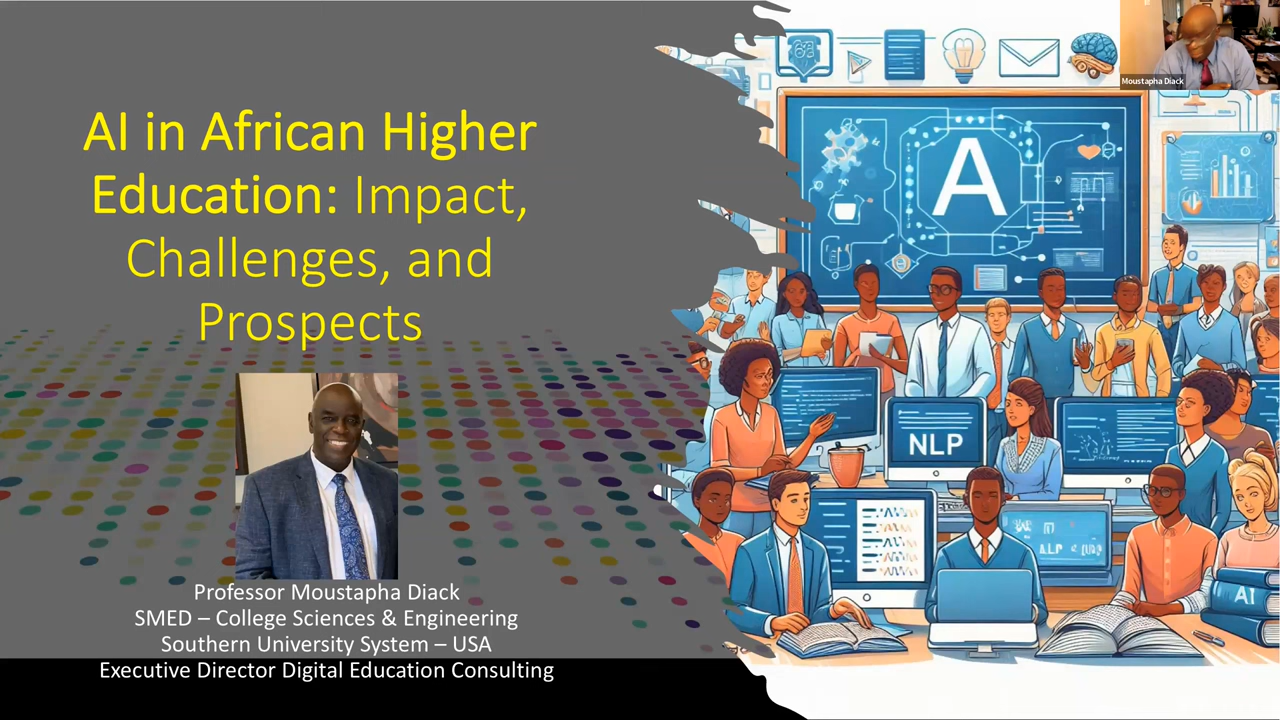 AI in African Higher
Education: Impact,
Challenges, and
Prospects
Professor Moustapha Diack
SMED – College Sciences & Engineering
Southern University System – USA
Executive Director Digital Education Consulting
Moustapha Diack
A
NLP
AI